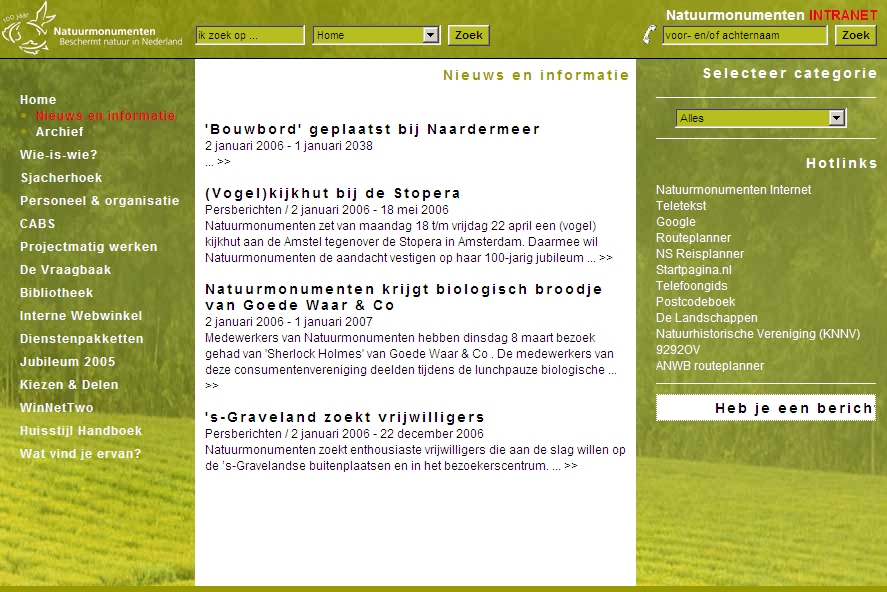 100 jaar
Natuurmonumenten
Beschermt natuur in Nederland
ik zoek op ...
Home
Zoek
Natuurmonumenten INTRANET
voor- en/of achternaam
Zoek
Home
Nieuws en informatie
Archief
Wie-is-wie?
Sjacherhoek
Personeel & organisatie
CABS
Projectmatig werken
De Vraagbaak
Bibliotheek
Interne Webwinkel
Dienstenpakketten
Jubileum 2005
Kiezen & Delen
WinNetTwo
Huisstijl Handboek
Wat vind je ervan?
Nieuws en informatie
'Bouwbord' geplaatst bij Naardermeer
2 januari 2006 - 1 januari 2038
... >>
(Vogel)kijkhut bij de Stopera
Persberichten / 2 januari 2006 - 18 mei 2006
Natuurmonumenten zet van maandag 18 t/m vrijdag 22 april een (vogel)
kijkhut aan de Amstel tegenover de Stopera in Amsterdam. Daarmee wil
Natuurmonumenten de aandacht vestigen op haar 100-jarig jubileum ... >>
Natuurmonumenten krijgt biologisch broodje
van Goede Waar & Co
2 januari 2006 - 1 januari 2007
Medewerkers van Natuurmonumenten hebben dinsdag 8 maart bezoek
gehad van 'Sherlock Holmes' van Goede Waar & Co . De medewerkers van
deze consumentenvereniging deelden tijdens de lunchpauze biologische ...
>>
's-Graveland zoekt vrijwilligers
Persberichten / 2 januari 2006 - 22 december 2006
Natuurmonumenten zoekt enthousiaste vrijwilligers die aan de slag willen op
de 's-Gravelandse buitenplaatsen en in het bezoekerscentrum. ... >>
Selecteer categorie
Alles
Hotlinks
Natuurmonumenten Internet
Teletekst
Google
Routeplanner
NS Reisplanner
Startpagina.nl
Telefoongids
Postcodeboek
De Landschappen
Natuurhistorische Vereniging (KNNV)
9292OV
ANWB routeplanner
Heb je een berich